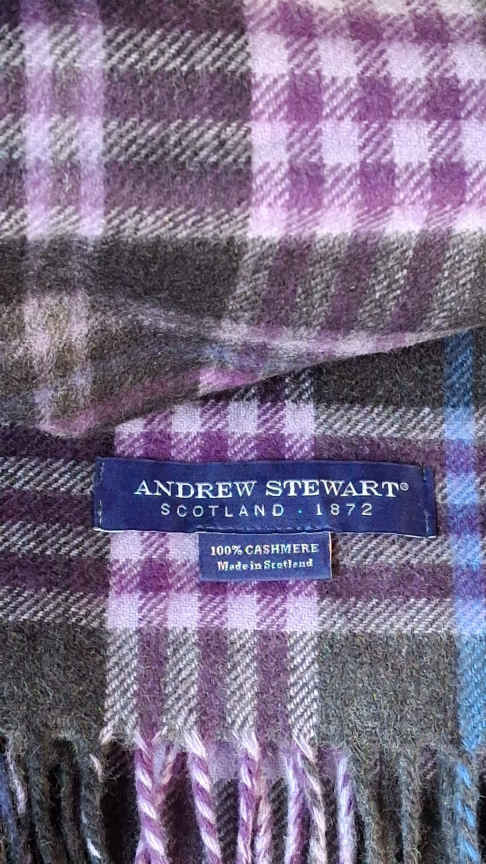 ANDREW STEWART®
SCOTLAND · 1872
100% CASHMERE
Made in Scotland